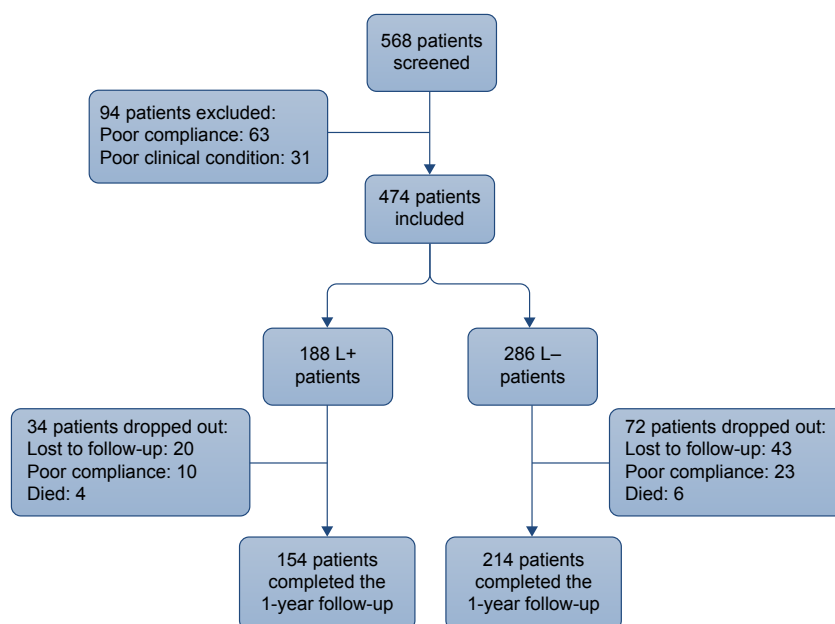 568 patients
screened
94 patients excluded:
Poor compliance: 63
Poor clinical condition: 31
474 patients
included
188 L+
patients
286 L–
patients
34 patients dropped out:
Lost to follow-up: 20
Poor compliance: 10
Died: 4
72 patients dropped out:
Lost to follow-up: 43
Poor compliance: 23
Died: 6
154 patients
completed the
1-year follow-up
214 patients
completed the
1-year follow-up